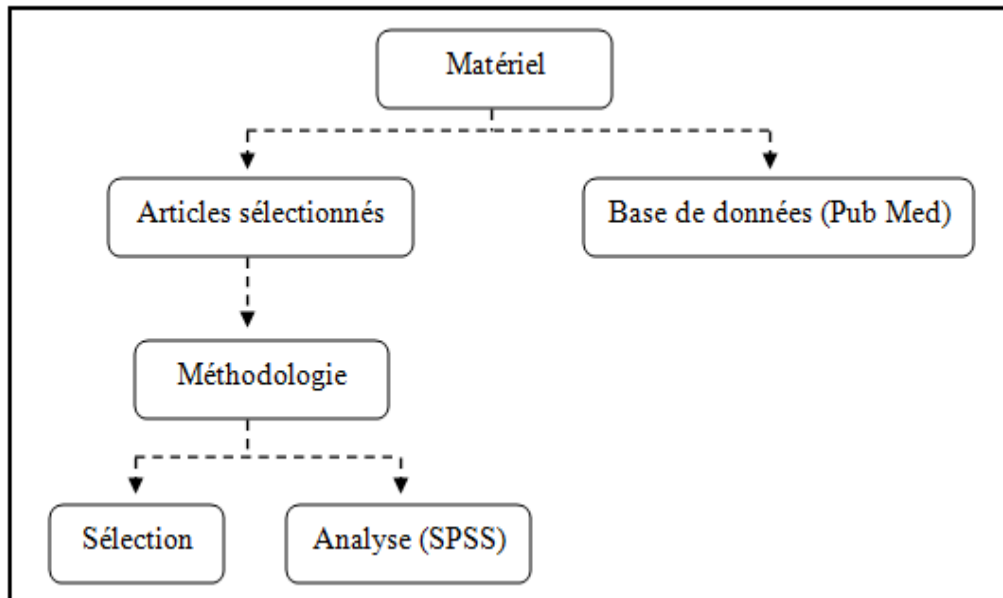 Matériel
Articles sélectionnés
Base de données (Pub Med)
Méthodologie
Sélection
Analyse (SPSS)